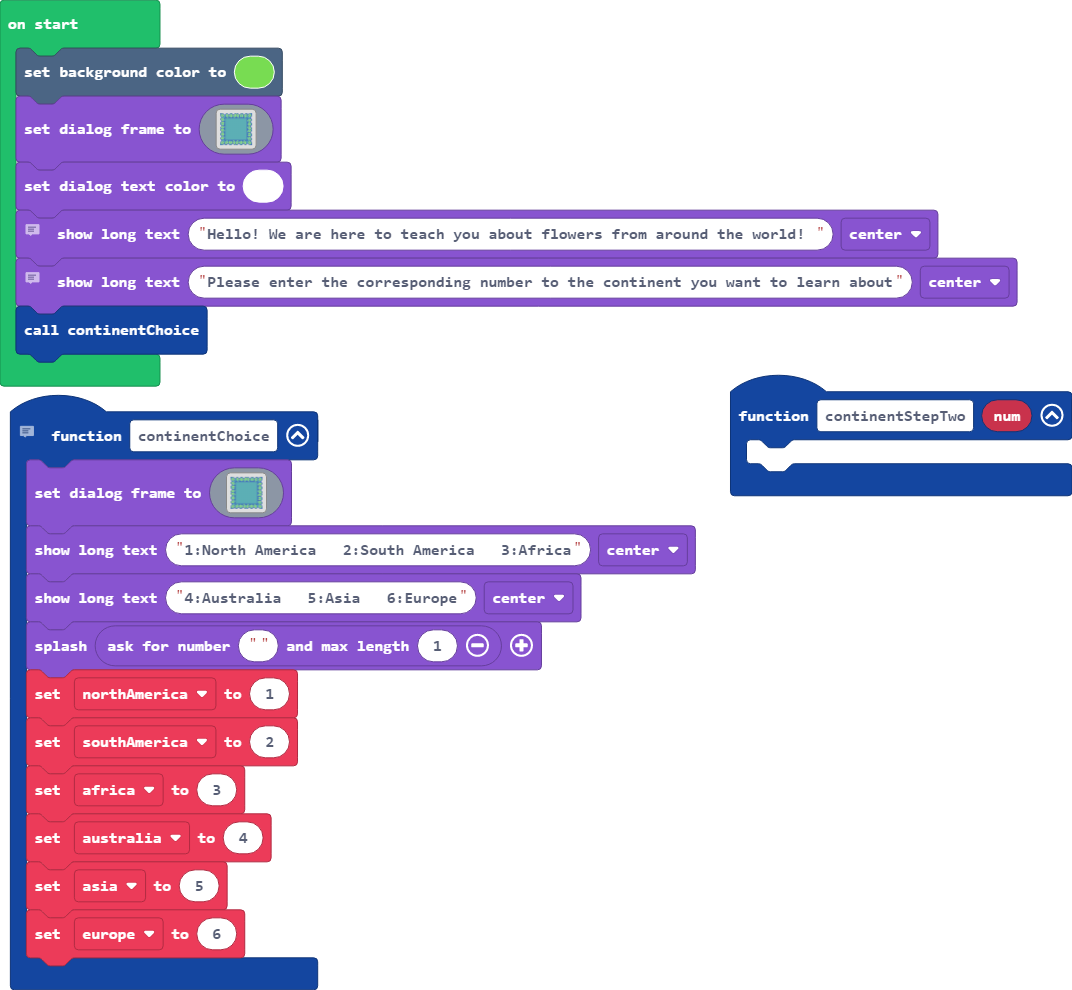 on start
set background color to
set dialog frame to
set dialog text color to
show long text "Hello! We are here to teach you about flowers from around the world! " center
show long text "Please enter the corresponding number to the continent you want to learn about" center
call continentChoice
function continentChoice
set dialog frame to
show long text "1:North America   2:South America   3:Africa" center
show long text "4:Australia   5:Asia   6:Europe" center
splash ask for number " " and max length 1
set northAmerica to 1
set southAmerica to 2
set africa to 3
set australia to 4
set asia to 5
set europe to 6
function continentStepTwo num